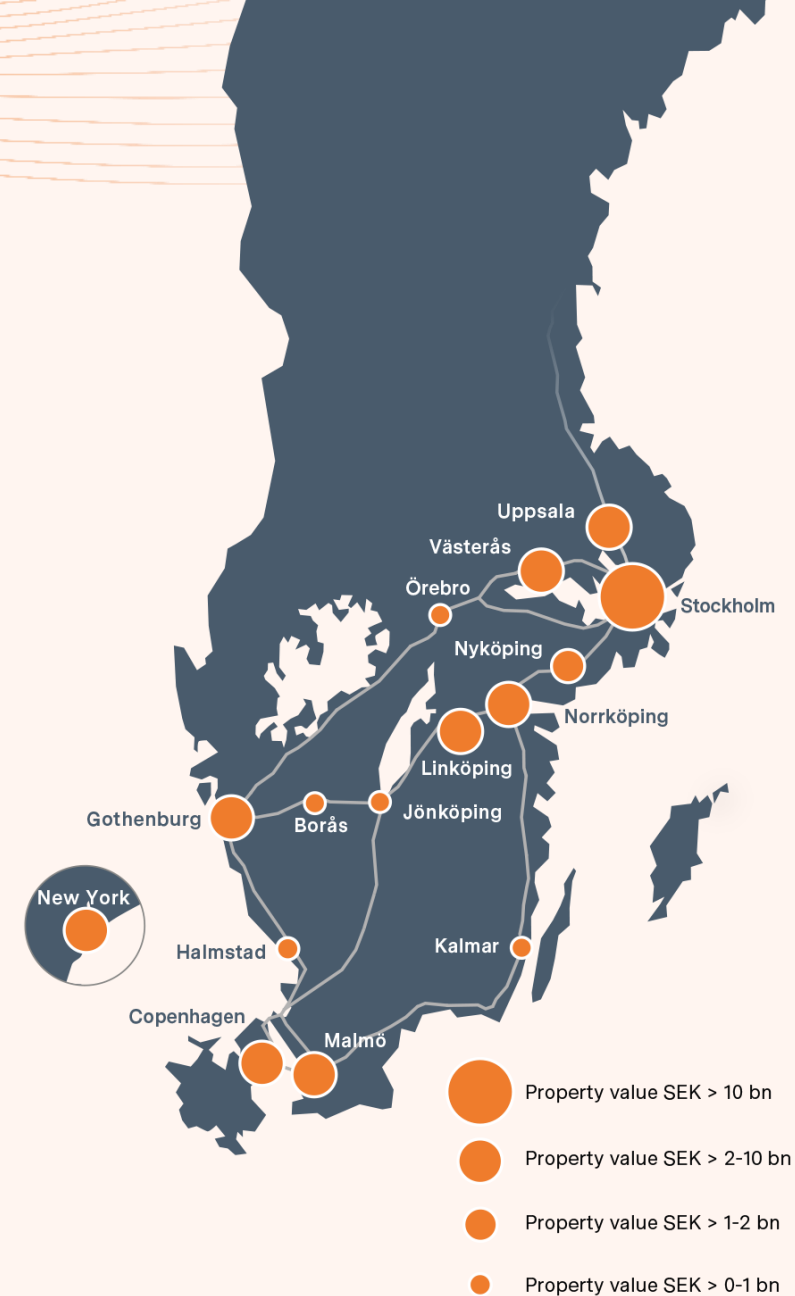 Uppsala
Västerås
Örebro
Stockholm
Nyköping
Norrköping
Linköping
Jönköping
Gothenburg
Borås
New York
Kalmar
Halmstad
Copenhagen
Malmö
Property value SEK > 10 bn
Property value SEK > 2-10 bn
Property value SEK > 1-2 bn
Property value SEK > 0-1 bn